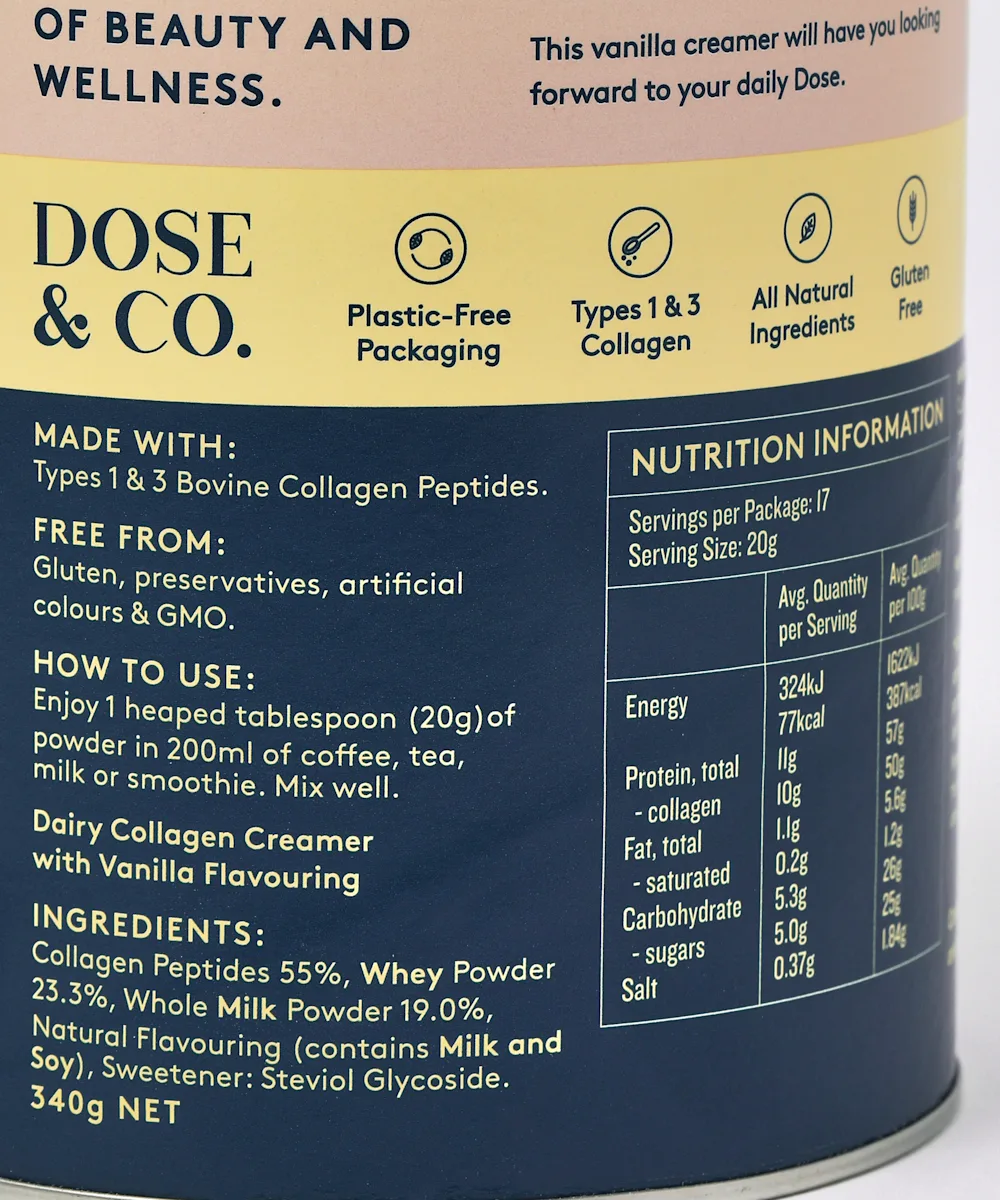 OF BEAUTY AND
WELLNESS.
This vanilla creamer will have you looking
forward to your daily Dose.
DOSE
& CO.
Plastic-Free
Packaging
Types 1 & 3
Collagen
All Natural
Ingredients
Gluten
Free
MADE WITH:
Types 1 & 3 Bovine Collagen Peptides.
FREE FROM:
Gluten, preservatives, artificial
colours & GMO.
HOW TO USE:
Enjoy 1 heaped tablespoon (20g) of
powder in 200ml of coffee, tea,
milk or smoothie. Mix well.
Dairy Collagen Creamer
with Vanilla Flavouring
INGREDIENTS:
Collagen Peptides 55%, Whey Powder
23.3%, Whole Milk Powder 19.0%,
Natural Flavouring (contains Milk and
Soy), Sweetener: Steviol Glycoside.
340g NET
NUTRITION INFORMATION
Servings per Package: 17
Serving Size: 20g
Avg. Quantity per Serving Avg. Quantity per 100g
Energy 324kJ 1622kJ
77kcal 387kcal
Protein, total 11g 57g
- collagen 10g 50g
Fat, total 1.1g 5.6g
- saturated 0.2g 1.2g
Carbohydrate 5.3g 26g
- sugars 5.0g 25g
Salt 0.37g 1.84g